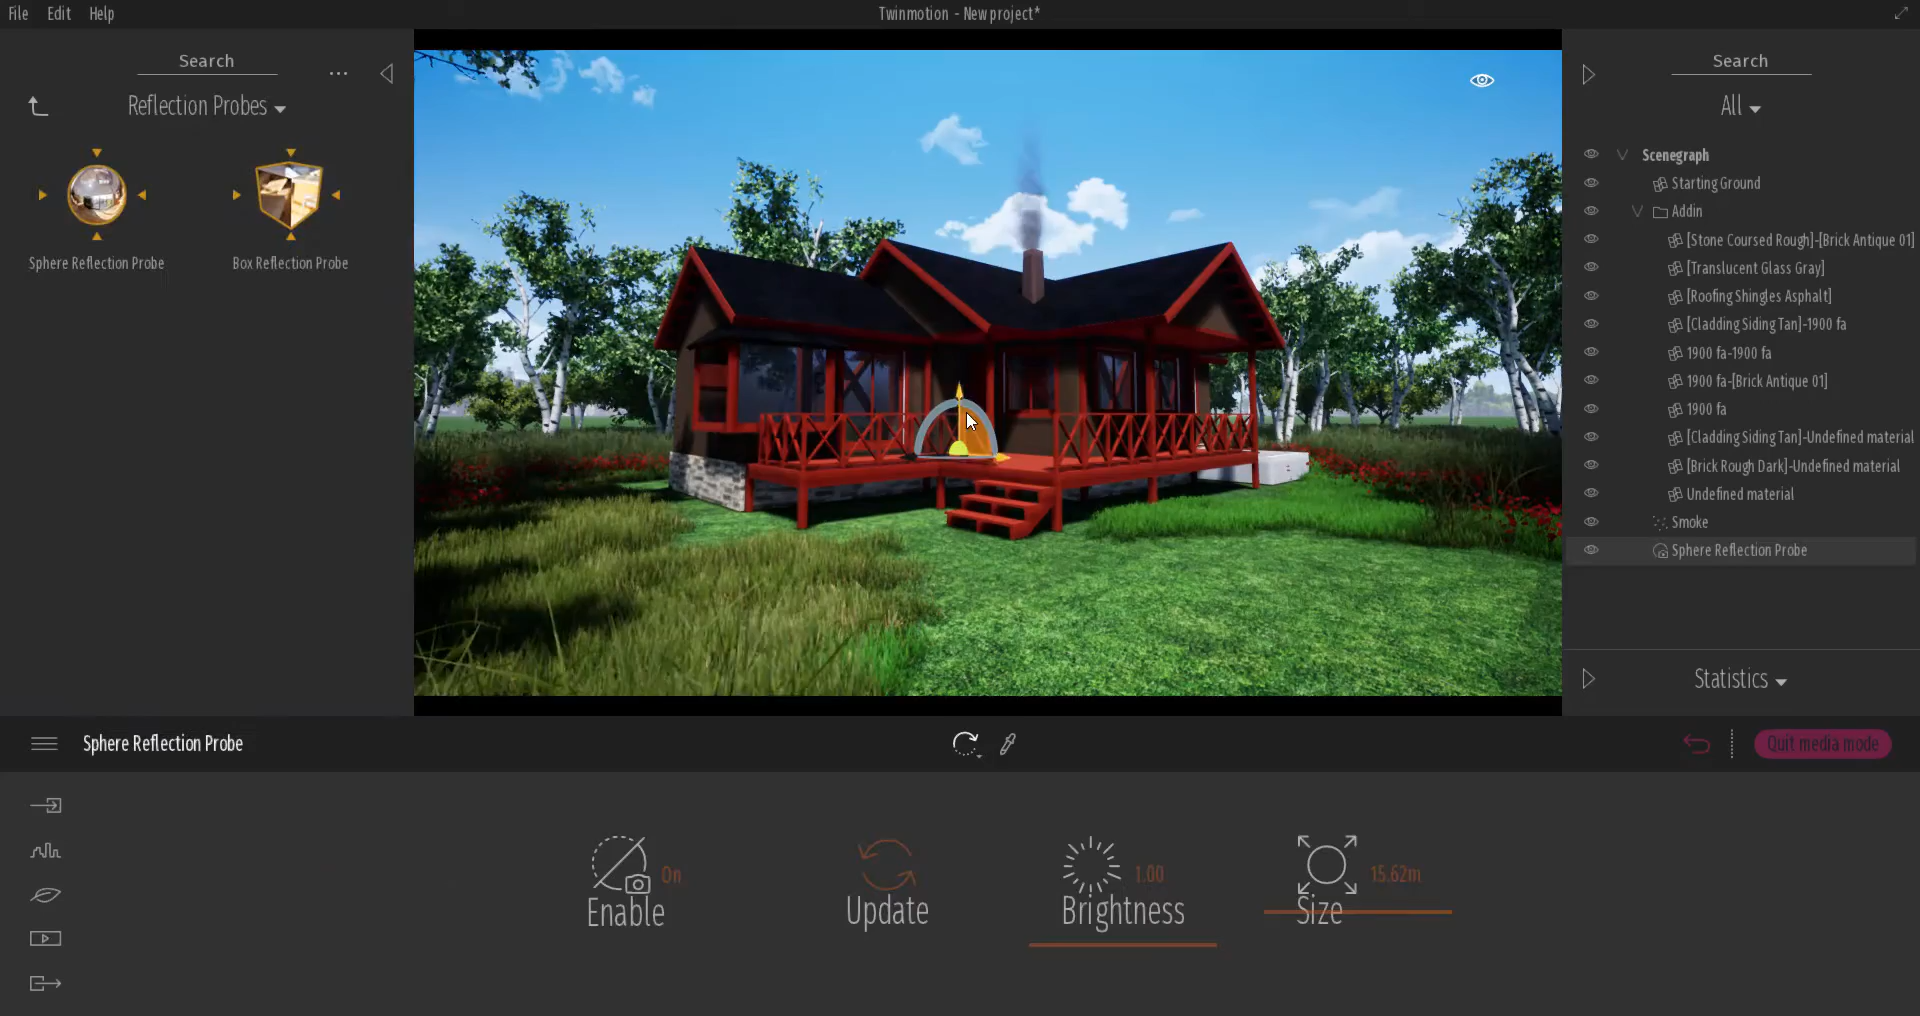 File Edit Help
Twinmotion - New project*
Search
Reflection Probes
Sphere Reflection Probe
Box Reflection Probe
Search
All
Scenegraph
Starting Ground
Addin
[Stone Coursed Rough]-[Brick Antique 01]
[Translucent Glass Gray]
[Roofing Shingles Asphalt]
[Cladding Siding Tan]-1900 fa
1900 fa-1900 fa
1900 fa-[Brick Antique 01]
1900 fa
[Cladding Siding Tan]-Undefined material
[Brick Rough Dark]-Undefined material
Undefined material
Smoke
Sphere Reflection Probe
Statistics
Sphere Reflection Probe
Quit media mode
On
Enable
Update
1.00
Brightness
15.62m
Size